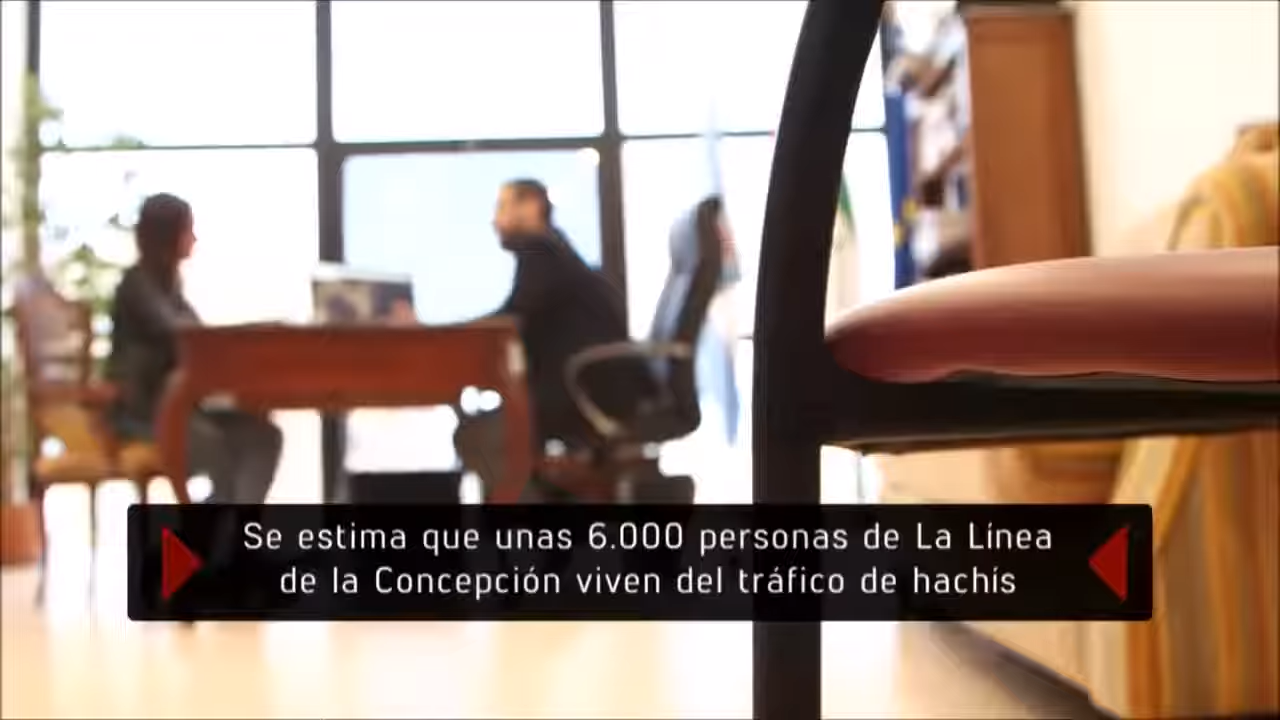 Se estima que unas 6.000 personas de La Línea
de la Concepción viven del tráfico de hachís